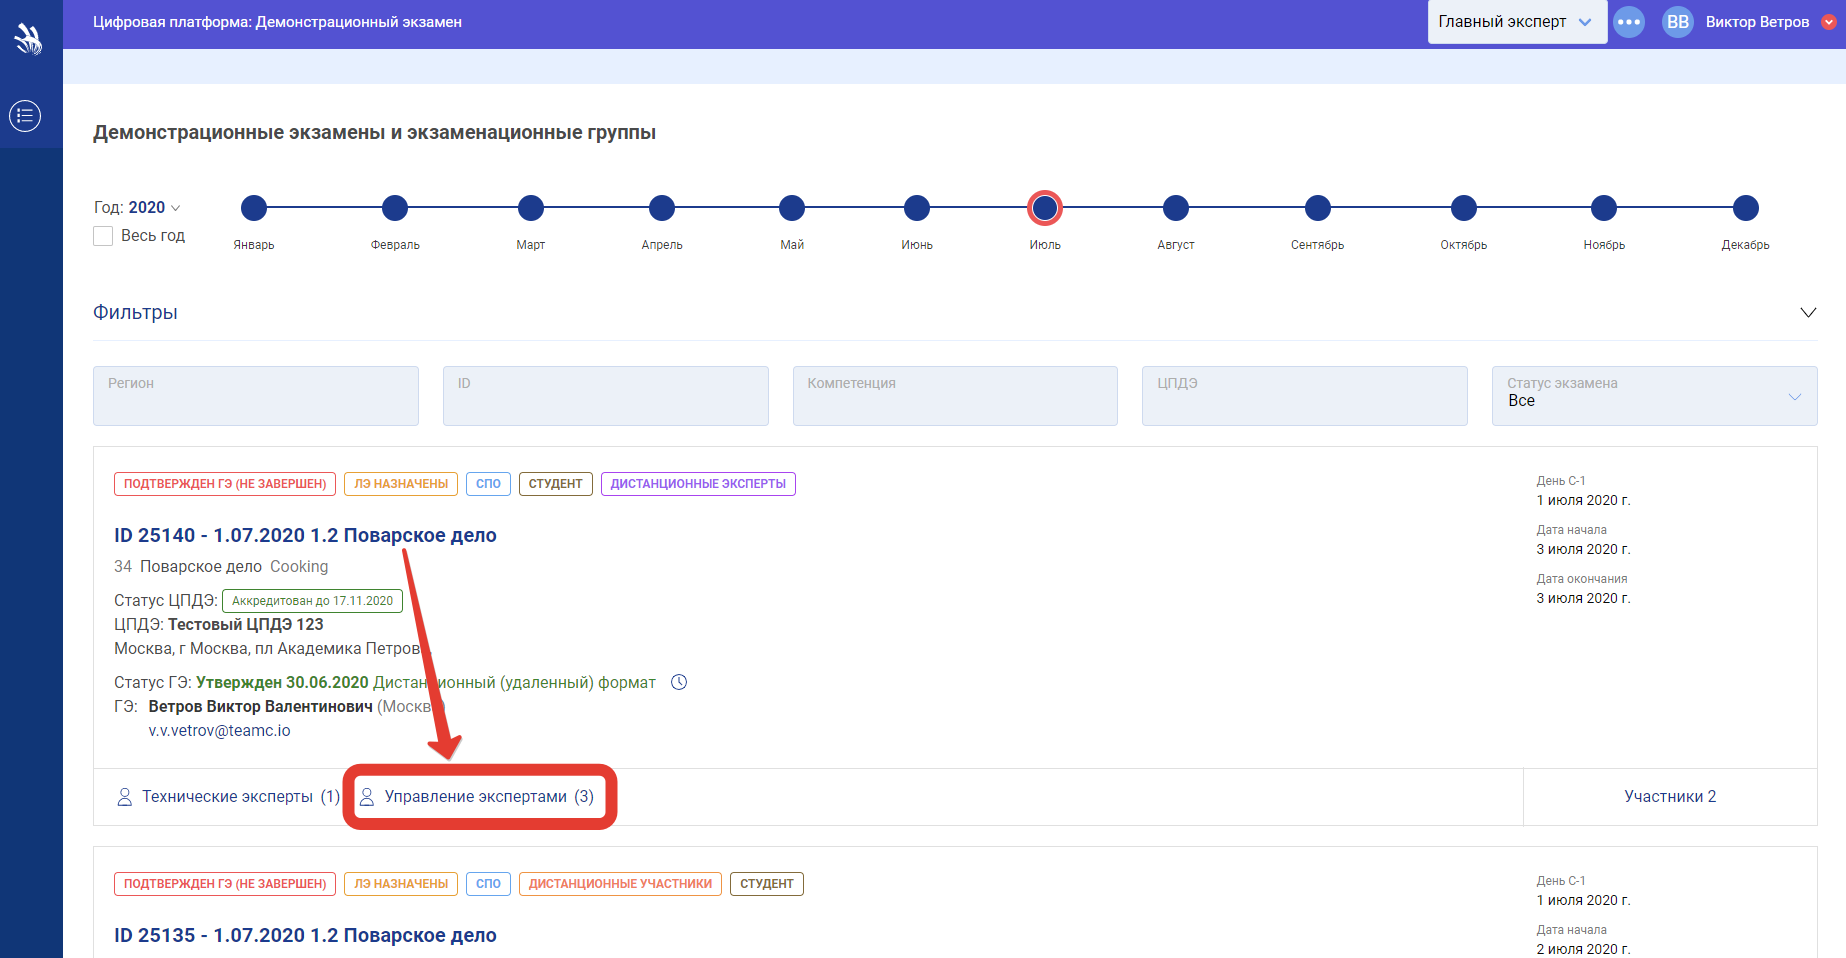 Цифровая платформа: Демонстрационный экзамен
Главный эксперт
ВВ
Виктор Ветров
Демонстрационные экзамены и экзаменационные группы
Год: 2020
Весь год
Январь
Февраль
Март
Апрель
Май
Июнь
Июль
Август
Сентябрь
Октябрь
Ноябрь
Декабрь
Фильтры
Регион
ID
Компетенция
ЦПДЭ
Статус экзамена
Все
ПОДТВЕРЖДЕН ГЭ (НЕ ЗАВЕРШЕН)
ЛЭ НАЗНАЧЕНЫ
СПО
СТУДЕНТ
ДИСТАНЦИОННЫЕ ЭКСПЕРТЫ
ID 25140 - 1.07.2020 1.2 Поварское дело
34 Поварское дело Cooking
Статус ЦПДЭ: Аккредитован до 17.11.2020
ЦПДЭ: Тестовый ЦПДЭ 123
Москва, г Москва, пл Академика
Статус ГЭ: Утвержден 30.06.2020 Дистанционный (удаленный) формат
ГЭ: Ветров Виктор Валентинович (Москва)
v.v.vetrov@teamc.io
День С-1
1 июля 2020 г.
Дата начала
3 июля 2020 г.
Дата окончания
3 июля 2020 г.
Технические эксперты (1)
Управление экспертами (3)
Участники 2
ПОДТВЕРЖДЕН ГЭ (НЕ ЗАВЕРШЕН)
ЛЭ НАЗНАЧЕНЫ
СПО
ДИСТАНЦИОННЫЕ УЧАСТНИКИ
СТУДЕНТ
ID 25135 - 1.07.2020 1.2 Поварское дело
День С-1
1 июля 2020 г.
Дата начала
2 июля 2020 г.